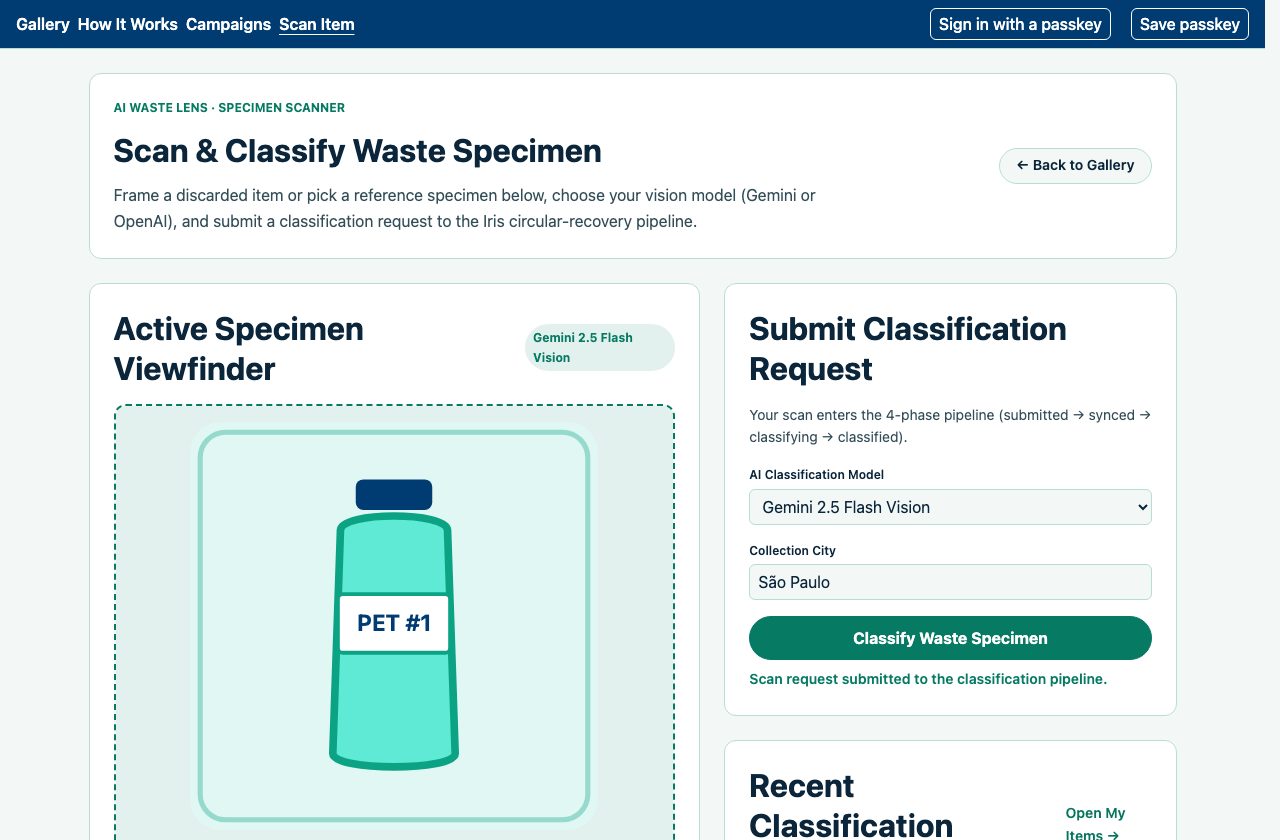 Gallery How It Works Campaigns Scan Item Sign in with a passkey Save passkey
AI WASTE LENS · SPECIMEN SCANNER
Scan & Classify Waste Specimen
Frame a discarded item or pick a reference specimen below, choose your vision model (Gemini or
OpenAI), and submit a classification request to the Iris circular-recovery pipeline.
← Back to Gallery
Active Specimen
Viewfinder
Gemini 2.5 Flash
Vision
PET #1
Submit Classification
Request
Your scan enters the 4-phase pipeline (submitted → synced →
classifying → classified).
AI Classification Model
Gemini 2.5 Flash Vision
Collection City
São Paulo
Classify Waste Specimen
Scan request submitted to the classification pipeline.
Recent
Classification
Open My
Items →